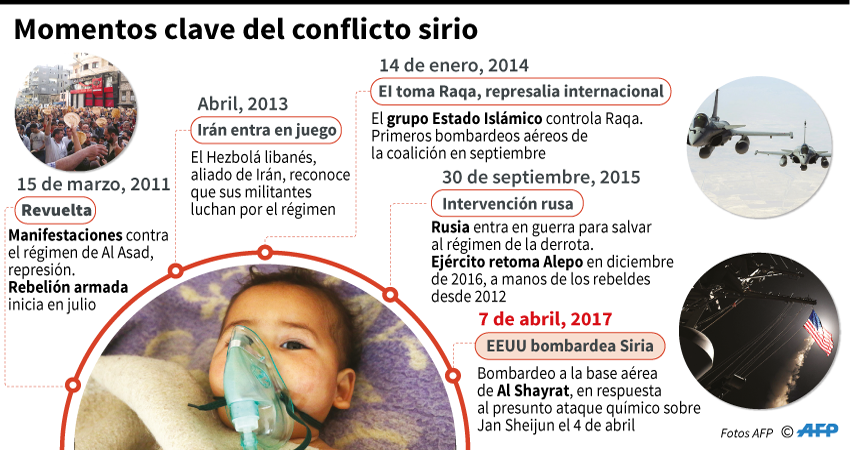 Momentos clave del conflicto sirio
15 de marzo, 2011
Revuelta
Manifestaciones contra
el régimen de Al Asad,
represión.
Rebelión armada
inicia en julio
Abril, 2013
Irán entra en juego
El Hezbolá libanés,
aliado de Irán, reconoce
que sus militantes
luchan por el régimen
14 de enero, 2014
EI toma Raqa, represalia internacional
El grupo Estado Islámico controla Raqa.
Primeros bombardeos aéreos de
la coalición en septiembre
30 de septiembre, 2015
Intervención rusa
Rusia entra en guerra para salvar
al régimen de la derrota.
Ejército retoma Alepo en diciembre
de 2016, a manos de los rebeldes
desde 2012
7 de abril, 2017
EEUU bombardea Siria
Bombardeo a la base aérea
de Al Shayrat, en respuesta
al presunto ataque químico sobre
Jan Sheijun el 4 de abril
Fotos AFP © AFP